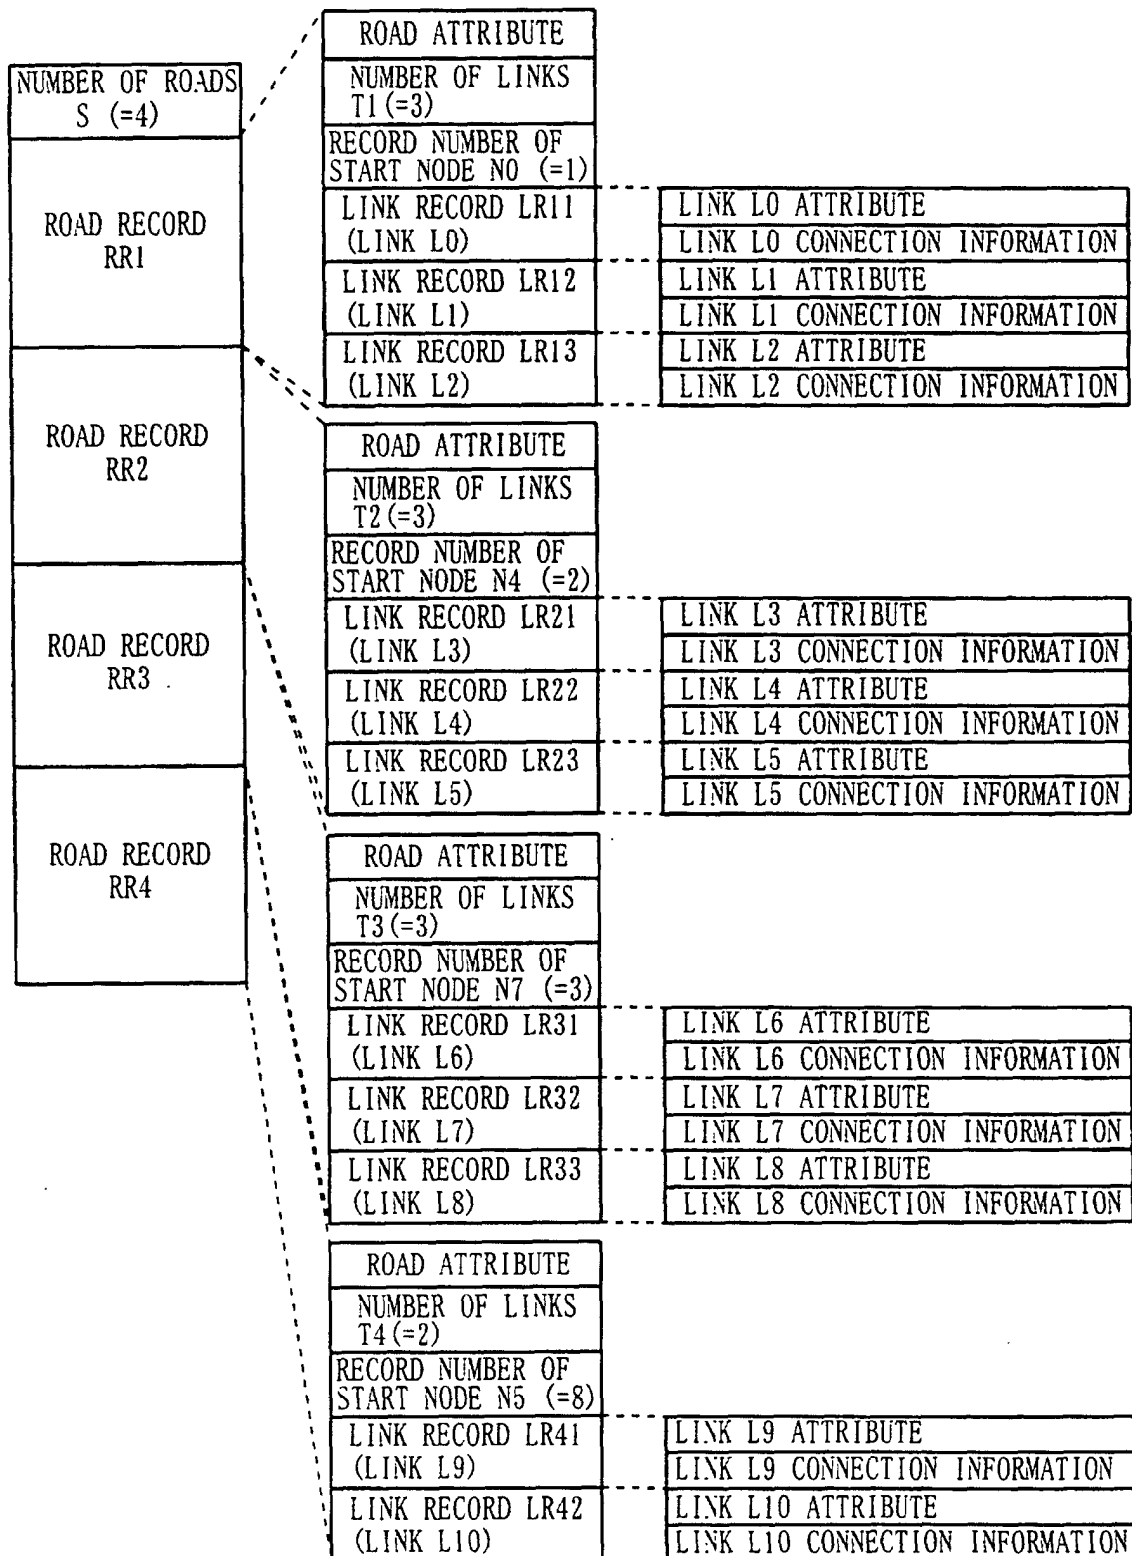 NUMBER OF ROADS
S (=4)
ROAD RECORD
RR1
ROAD RECORD
RR2
ROAD RECORD
RR3
ROAD RECORD
RR4
ROAD ATTRIBUTE
NUMBER OF LINKS
T1(=3)
RECORD NUMBER OF
START NODE N0 (=1)
LINK RECORD LR11
(LINK L0)
LINK RECORD LR12
(LINK L1)
LINK RECORD LR13
(LINK L2)
LINK L0 ATTRIBUTE
LINK L0 CONNECTION INFORMATION
LINK L1 ATTRIBUTE
LINK L1 CONNECTION INFORMATION
LINK L2 ATTRIBUTE
LINK L2 CONNECTION INFORMATION
ROAD ATTRIBUTE
NUMBER OF LINKS
T2(=3)
RECORD NUMBER OF
START NODE N4 (=2)
LINK RECORD LR21
(LINK L3)
LINK RECORD LR22
(LINK L4)
LINK RECORD LR23
(LINK L5)
LINK L3 ATTRIBUTE
LINK L3 CONNECTION INFORMATION
LINK L4 ATTRIBUTE
LINK L4 CONNECTION INFORMATION
LINK L5 ATTRIBUTE
LINK L5 CONNECTION INFORMATION
ROAD ATTRIBUTE
NUMBER OF LINKS
T3(=3)
RECORD NUMBER OF
START NODE N7 (=3)
LINK RECORD LR31
(LINK L6)
LINK RECORD LR32
(LINK L7)
LINK RECORD LR33
(LINK L8)
LINK L6 ATTRIBUTE
LINK L6 CONNECTION INFORMATION
LINK L7 ATTRIBUTE
LINK L7 CONNECTION INFORMATION
LINK L8 ATTRIBUTE
LINK L8 CONNECTION INFORMATION
ROAD ATTRIBUTE
NUMBER OF LINKS
T4(=2)
RECORD NUMBER OF
START NODE N5 (=8)
LINK RECORD LR41
(LINK L9)
LINK RECORD LR42
(LINK L10)
LINK L9 ATTRIBUTE
LINK L9 CONNECTION INFORMATION
LINK L10 ATTRIBUTE
LINK L10 CONNECTION INFORMATION